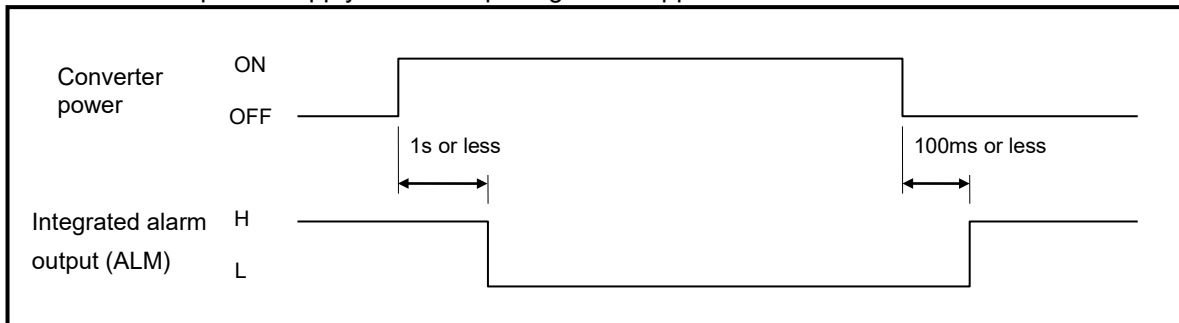 Converter
power
ON
OFF
1s or less
100ms or less
Integrated alarm
output (ALM)
H
L